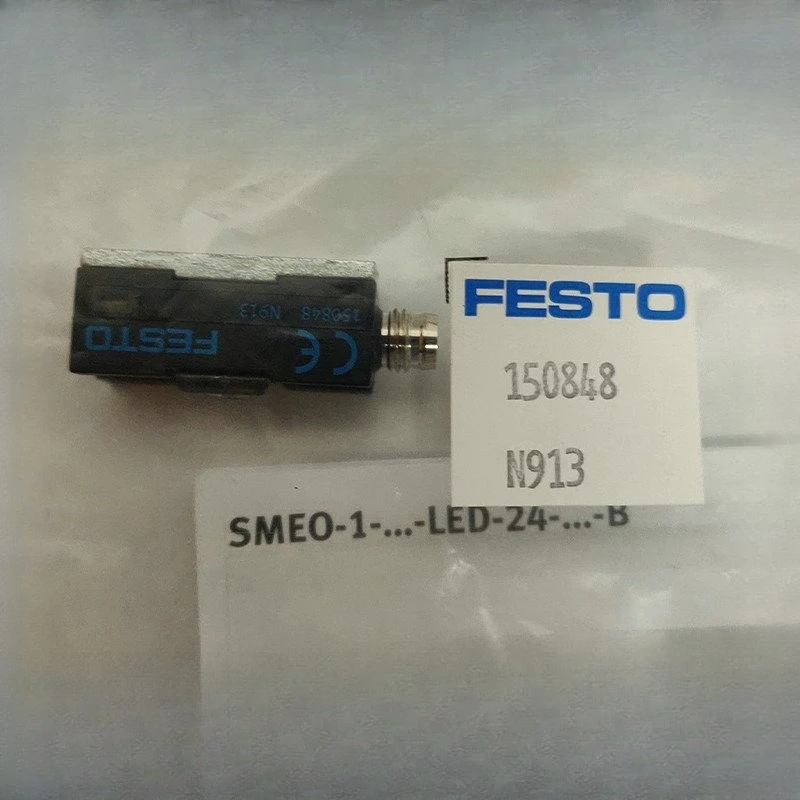 FESTO
150848 N913
CE
FESTO
150848
N913
SMEO-1-...-LED-24-...-B